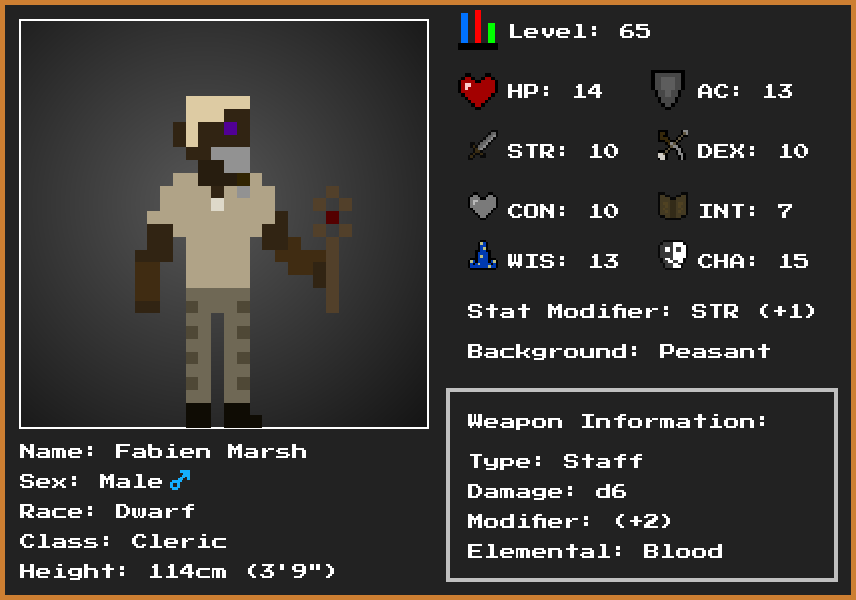 Level: 65
HP: 14 AC: 13
STR: 10 DEX: 10
CON: 10 INT: 7
WIS: 13 CHA: 15
Stat Modifier: STR (+1)
Background: Peasant
Weapon Information:
Type: Staff
Damage: d6
Modifier: (+2)
Elemental: Blood
Name: Fabien Marsh
Sex: Male♂
Race: Dwarf
Class: Cleric
Height: 114cm (3'9")